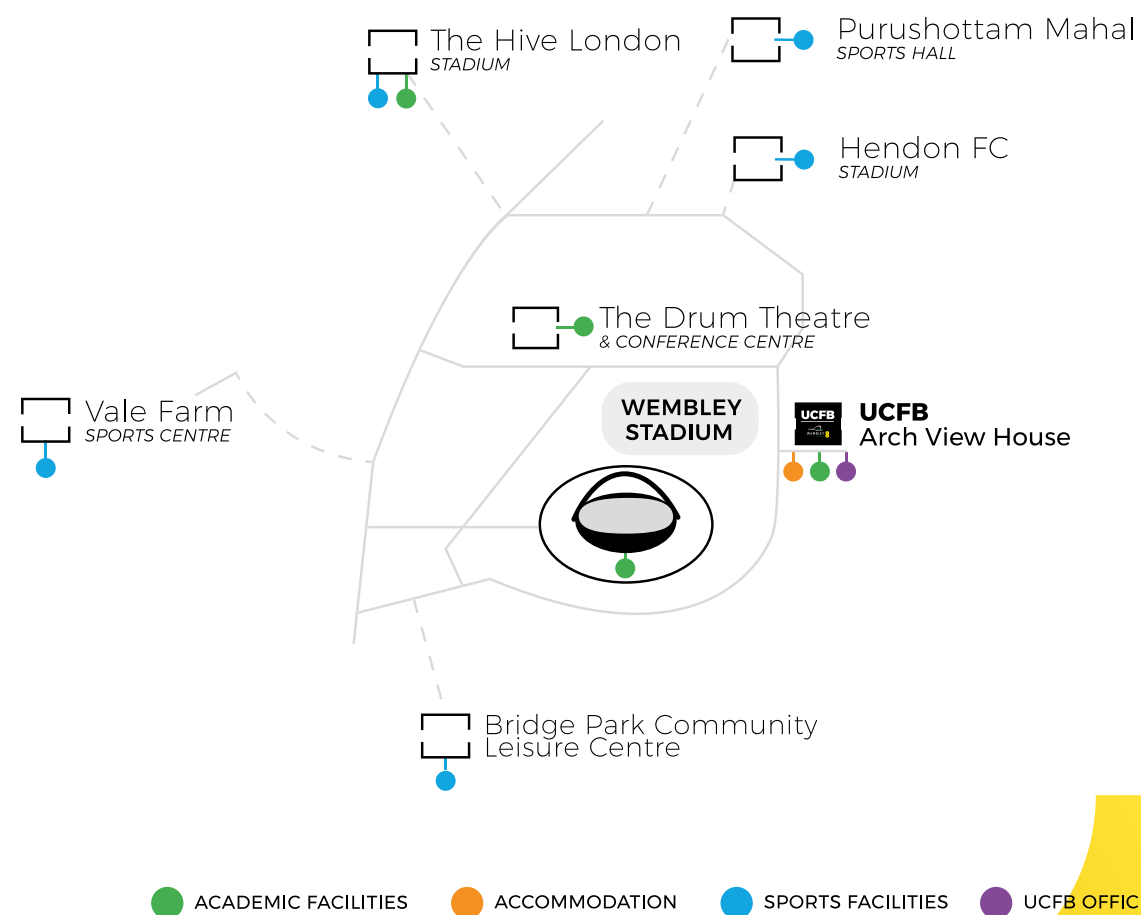 The Hive London
STADIUM
Purushottam Mahal
SPORTS HALL
Hendon FC
STADIUM
The Drum Theatre
& CONFERENCE CENTRE
Vale Farm
SPORTS CENTRE
WEMBLEY
STADIUM
UCFB
WEMBLEY
UCFB
Arch View House
Bridge Park Community
Leisure Centre
ACADEMIC FACILITIES
ACCOMMODATION
SPORTS FACILITIES
UCFB OFFIC